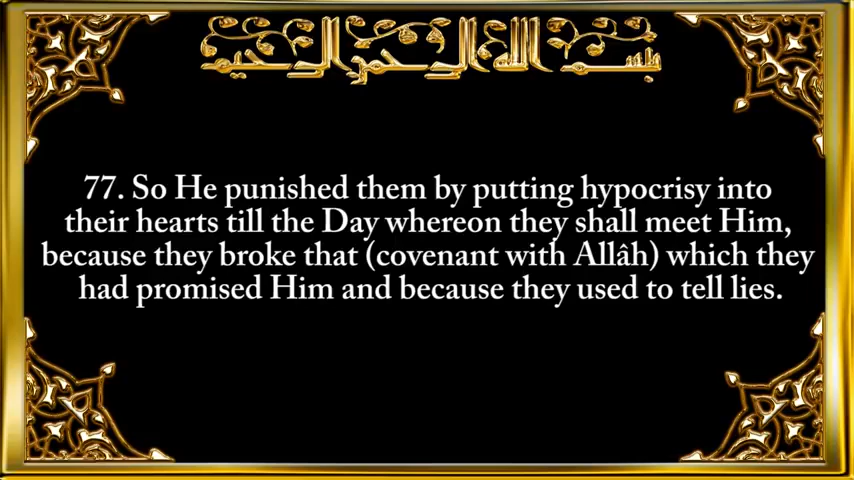 بسم الله الرحمن الرحيم
77. So He punished them by putting hypocrisy into
their hearts till the Day whereon they shall meet Him,
because they broke that (covenant with Allâh) which they
had promised Him and because they used to tell lies.